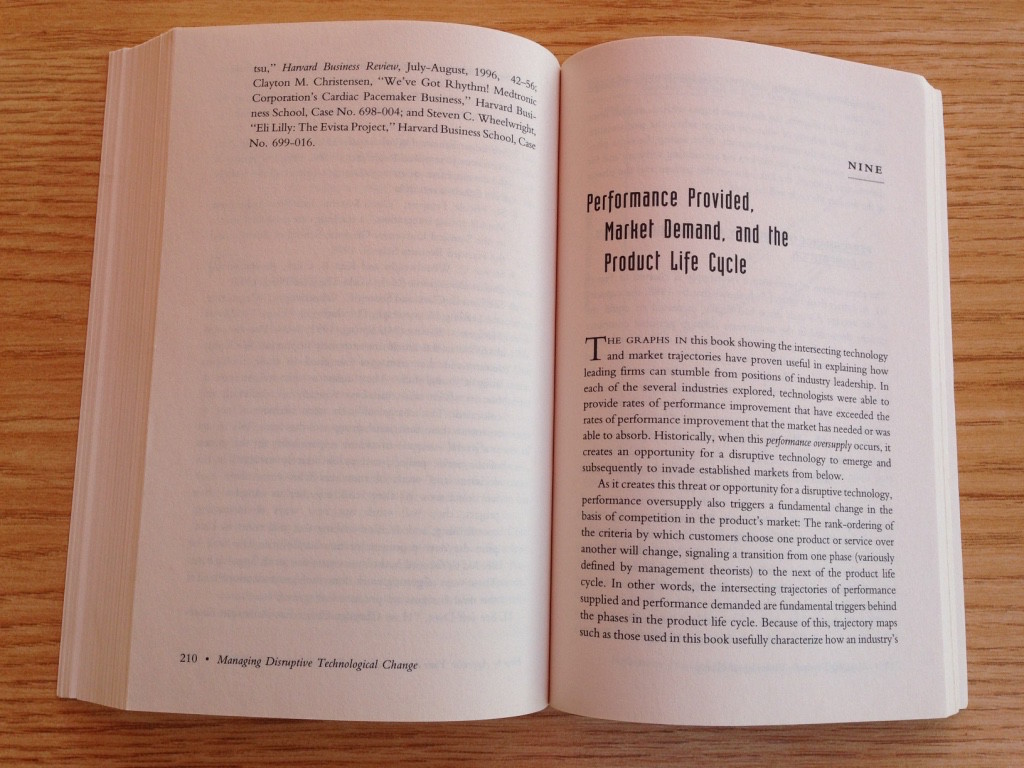 tsu," Harvard Business Review, July-August, 1996, 42–56;
Clayton M. Christensen, "We've Got Rhythm! Medtronic
Corporation's Cardiac Pacemaker Business," Harvard Busi-
ness School, Case No. 698-004; and Steven C. Wheelwright,
"Eli Lilly: The Evista Project," Harvard Business School, Case
No. 699-016.
210 • Managing Disruptive Technological Change
NINE
Performance Provided,
Market Demand, and the
Product Life Cycle
THE GRAPHS IN this book showing the intersecting technology
and market trajectories have proven useful in explaining how
leading firms can stumble from positions of industry leadership. In
each of the several industries explored, technologists were able to
provide rates of performance improvement that have exceeded the
rates of performance improvement that the market has needed or was
able to absorb. Historically, when this performance oversupply occurs, it
creates an opportunity for a disruptive technology to emerge and
subsequently to invade established markets from below.
As it creates this threat or opportunity for a disruptive technology,
performance oversupply also triggers a fundamental change in the
basis of competition in the product's market: The rank-ordering of
the criteria by which customers choose one product or service over
another will change, signaling a transition from one phase (variously
defined by management theorists) to the next of the product life
cycle. In other words, the intersecting trajectories of performance
supplied and performance demanded are fundamental triggers behind
the phases in the product life cycle. Because of this, trajectory maps
such as those used in this book usefully characterize how an industry's